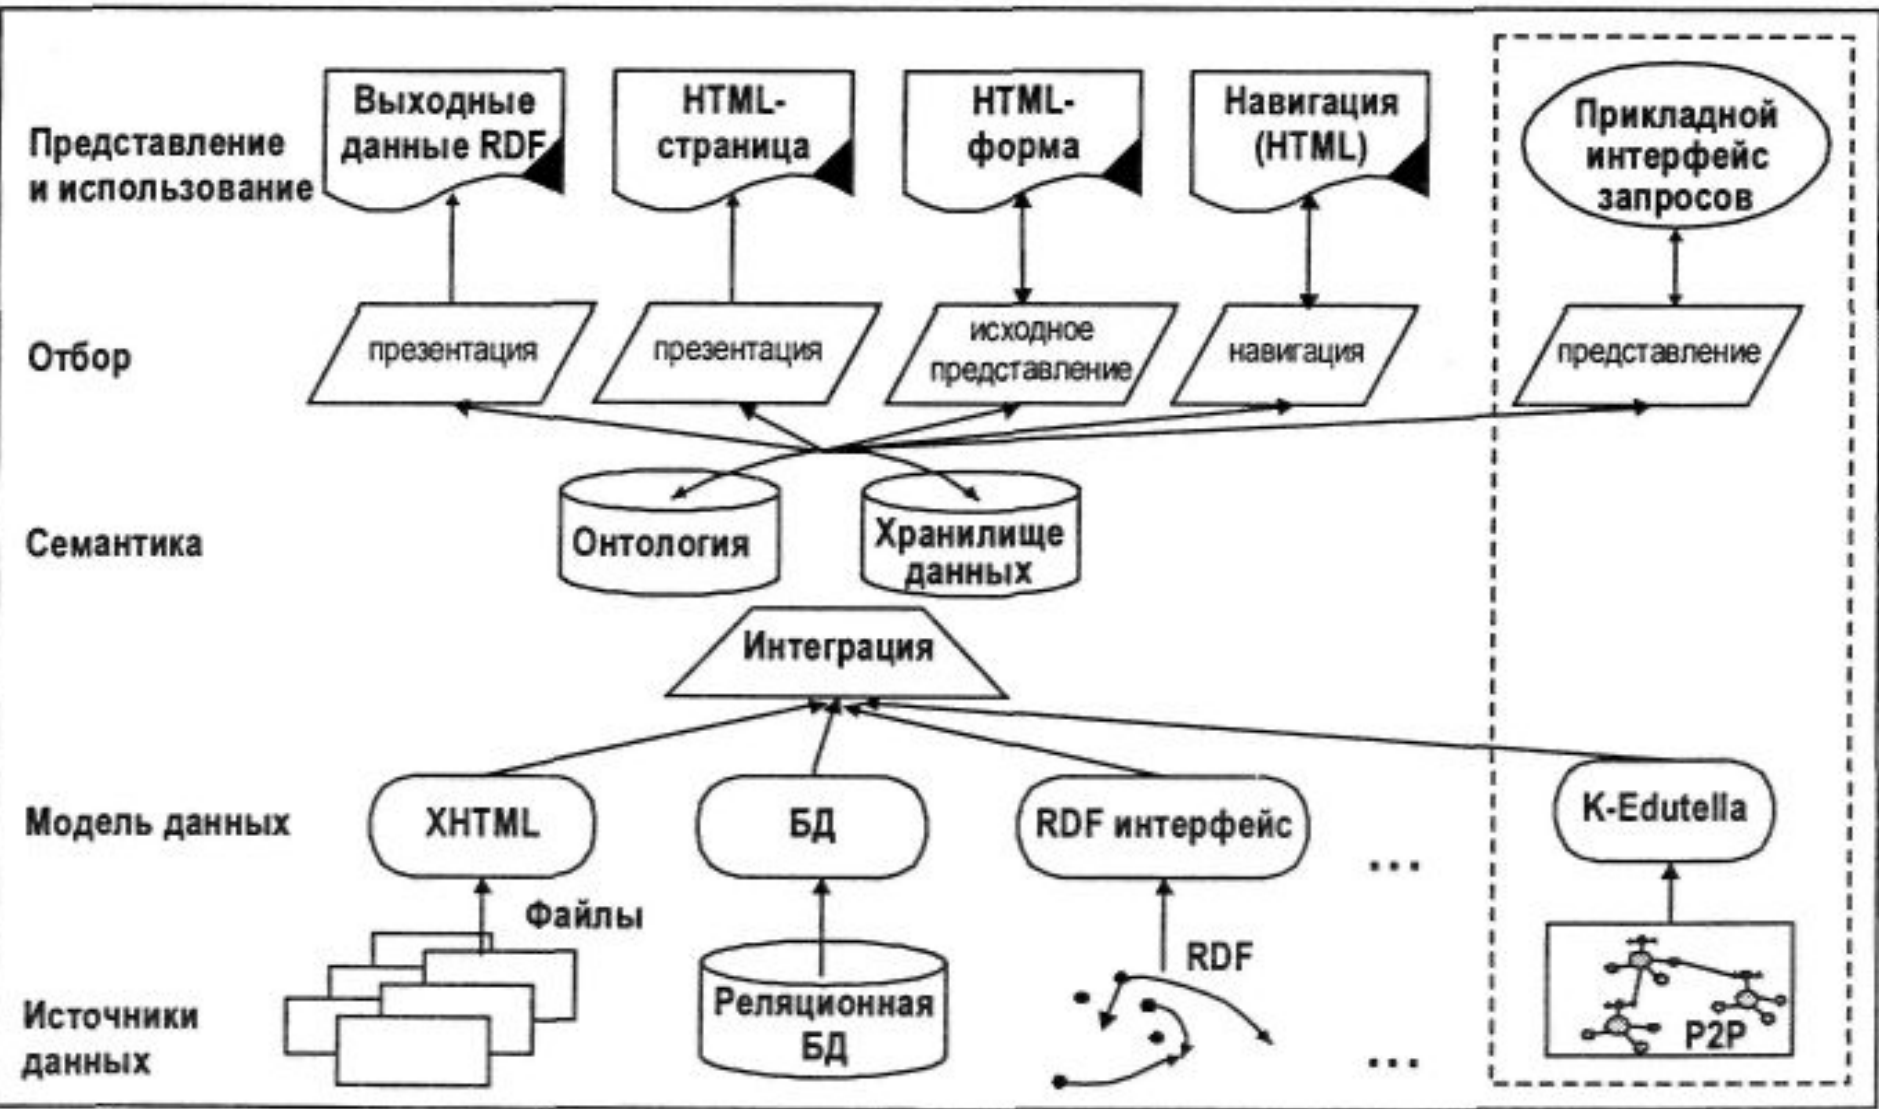 Представление
и использование
Выходные
данные RDF
HTML-
страница
HTML-
форма
Навигация
(HTML)
Прикладной
интерфейс
запросов
Отбор
презентация
презентация
исходное
представление
навигация
представление
Семантика
Онтология
Хранилище
данных
Интеграция
Модель данных
XHTML
БД
RDF интерфейс
...
K-Edutella
Источники
данных
Файлы
Реляционная
БД
RDF
...
P2P